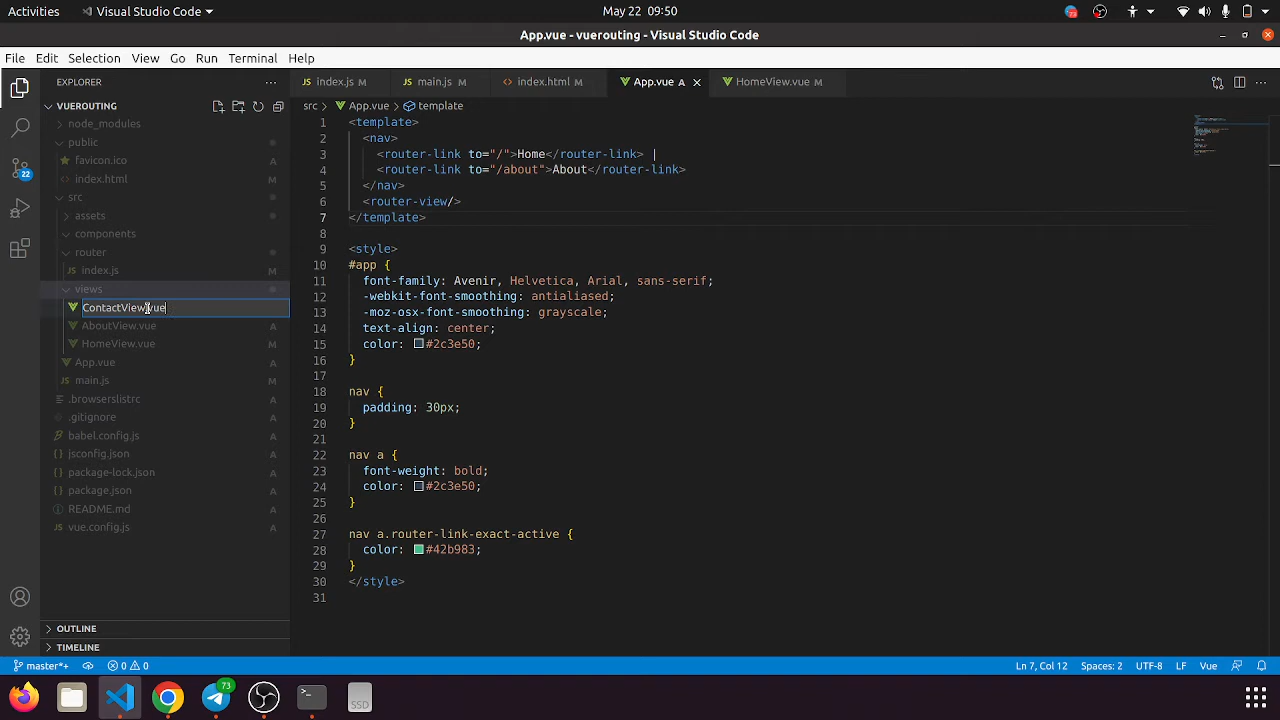 Activities
Visual Studio Code
May 22 09:50
App.vue - vuerouting - Visual Studio Code
File Edit Selection View Go Run Terminal Help
EXPLORER
VUEROUTING
node_modules
public
favicon.ico
index.html
src
assets
components
router
index.js M
views
ContactView.vue
AboutView.vue A
HomeView.vue M
App.vue A
main.js M
.browserslistrc A
.gitignore A
babel.config.js A
jsconfig.json A
package-lock.json A
package.json A
README.md A
vue.config.js A
OUTLINE
TIMELINE
22
index.js M
main.js M
index.html M
App.vue A
HomeView.vue M
src > App.vue > template
1 <template>
2 <nav>
3 <router-link to="/">Home</router-link> |
4 <router-link to="/about">About</router-link>
5 </nav>
6 <router-view/>
7 </template>
8
9 <style>
10 #app {
11 font-family: Avenir, Helvetica, Arial, sans-serif;
12 -webkit-font-smoothing: antialiased;
13 -moz-osx-font-smoothing: grayscale;
14 text-align: center;
15 color: #2c3e50;
16 }
17
18 nav {
19 padding: 30px;
20 }
21
22 nav a {
23 font-weight: bold;
24 color: #2c3e50;
25 }
26
27 nav a.router-link-exact-active {
28 color: #42b983;
29 }
30 </style>
31
master*+
0 0
Ln 7, Col 12
Spaces: 2
UTF-8
LF
Vue
73
SSD